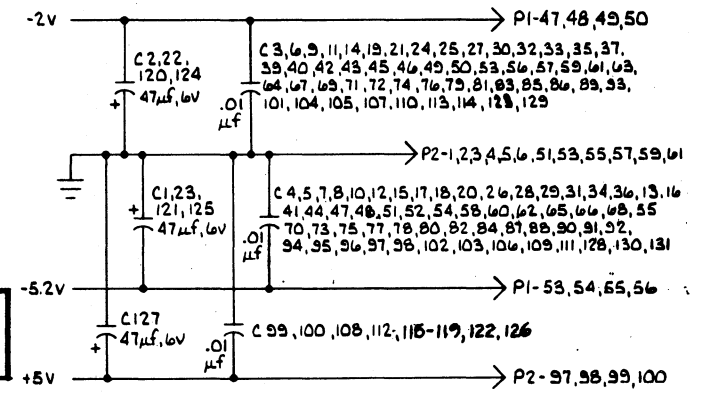 -2V
P1-47,48,49,50
C2,22,
120,124
47µf,6V
+
.01
µf
C3,6,9,11,14,19,21,24,25,27,30,32,33,35,37,
39,40,42,43,45,46,49,50,53,56,57,59,61,63,
64,67,69,71,72,74,76,79,81,83,85,86,89,93,
101,104,105,107,110,113,114,123,129
P2-1,2,3,4,5,6,51,53,55,57,59,61
+
C1,23,
121,125
47µf,6V
.01
µf
C4,5,7,8,10,12,15,17,18,20,26,28,29,31,34,36,13,16
41,44,47,48,51,52,54,58,60,62,65,66,68,55
70,73,75,77,78,80,82,84,87,88,90,91,92,
94,95,96,97,98,102,103,106,109,111,128,130,131
-5.2V
P1-53,54,55,56
C127
47µf,6V
+
.01
µf
C99,100,108,112,115-119,122,126
+5V
P2-97,98,99,100